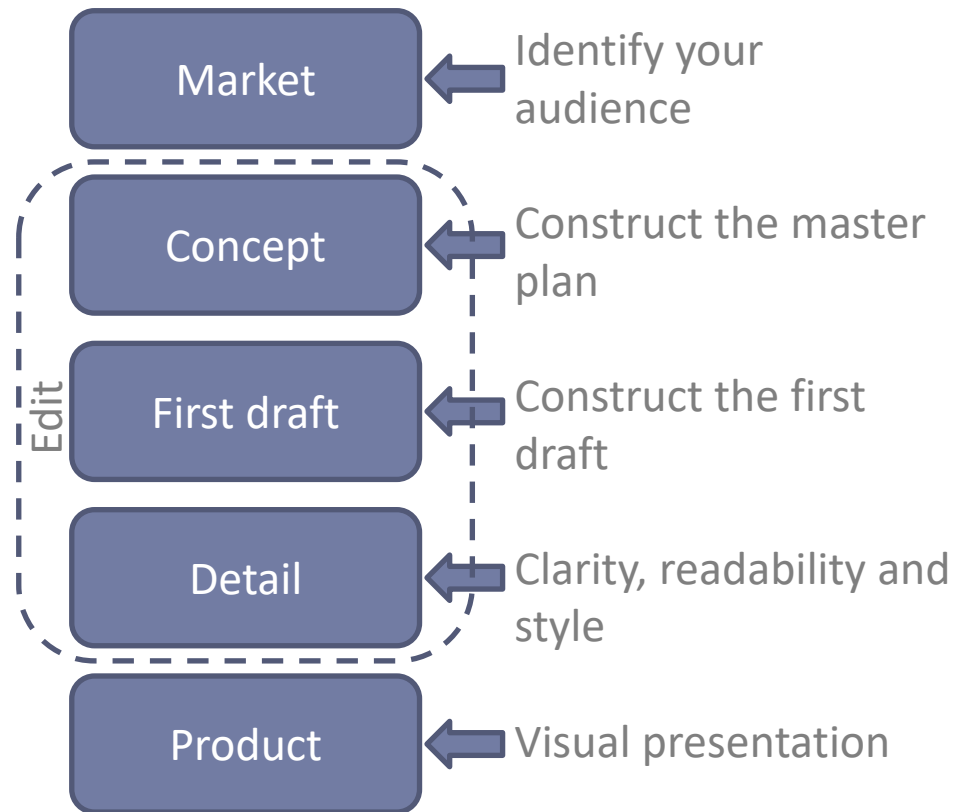 Market
Identify your
audience
Concept
Construct the master
plan
Edit
First draft
Construct the first
draft
Detail
Clarity, readability and
style
Product
Visual presentation